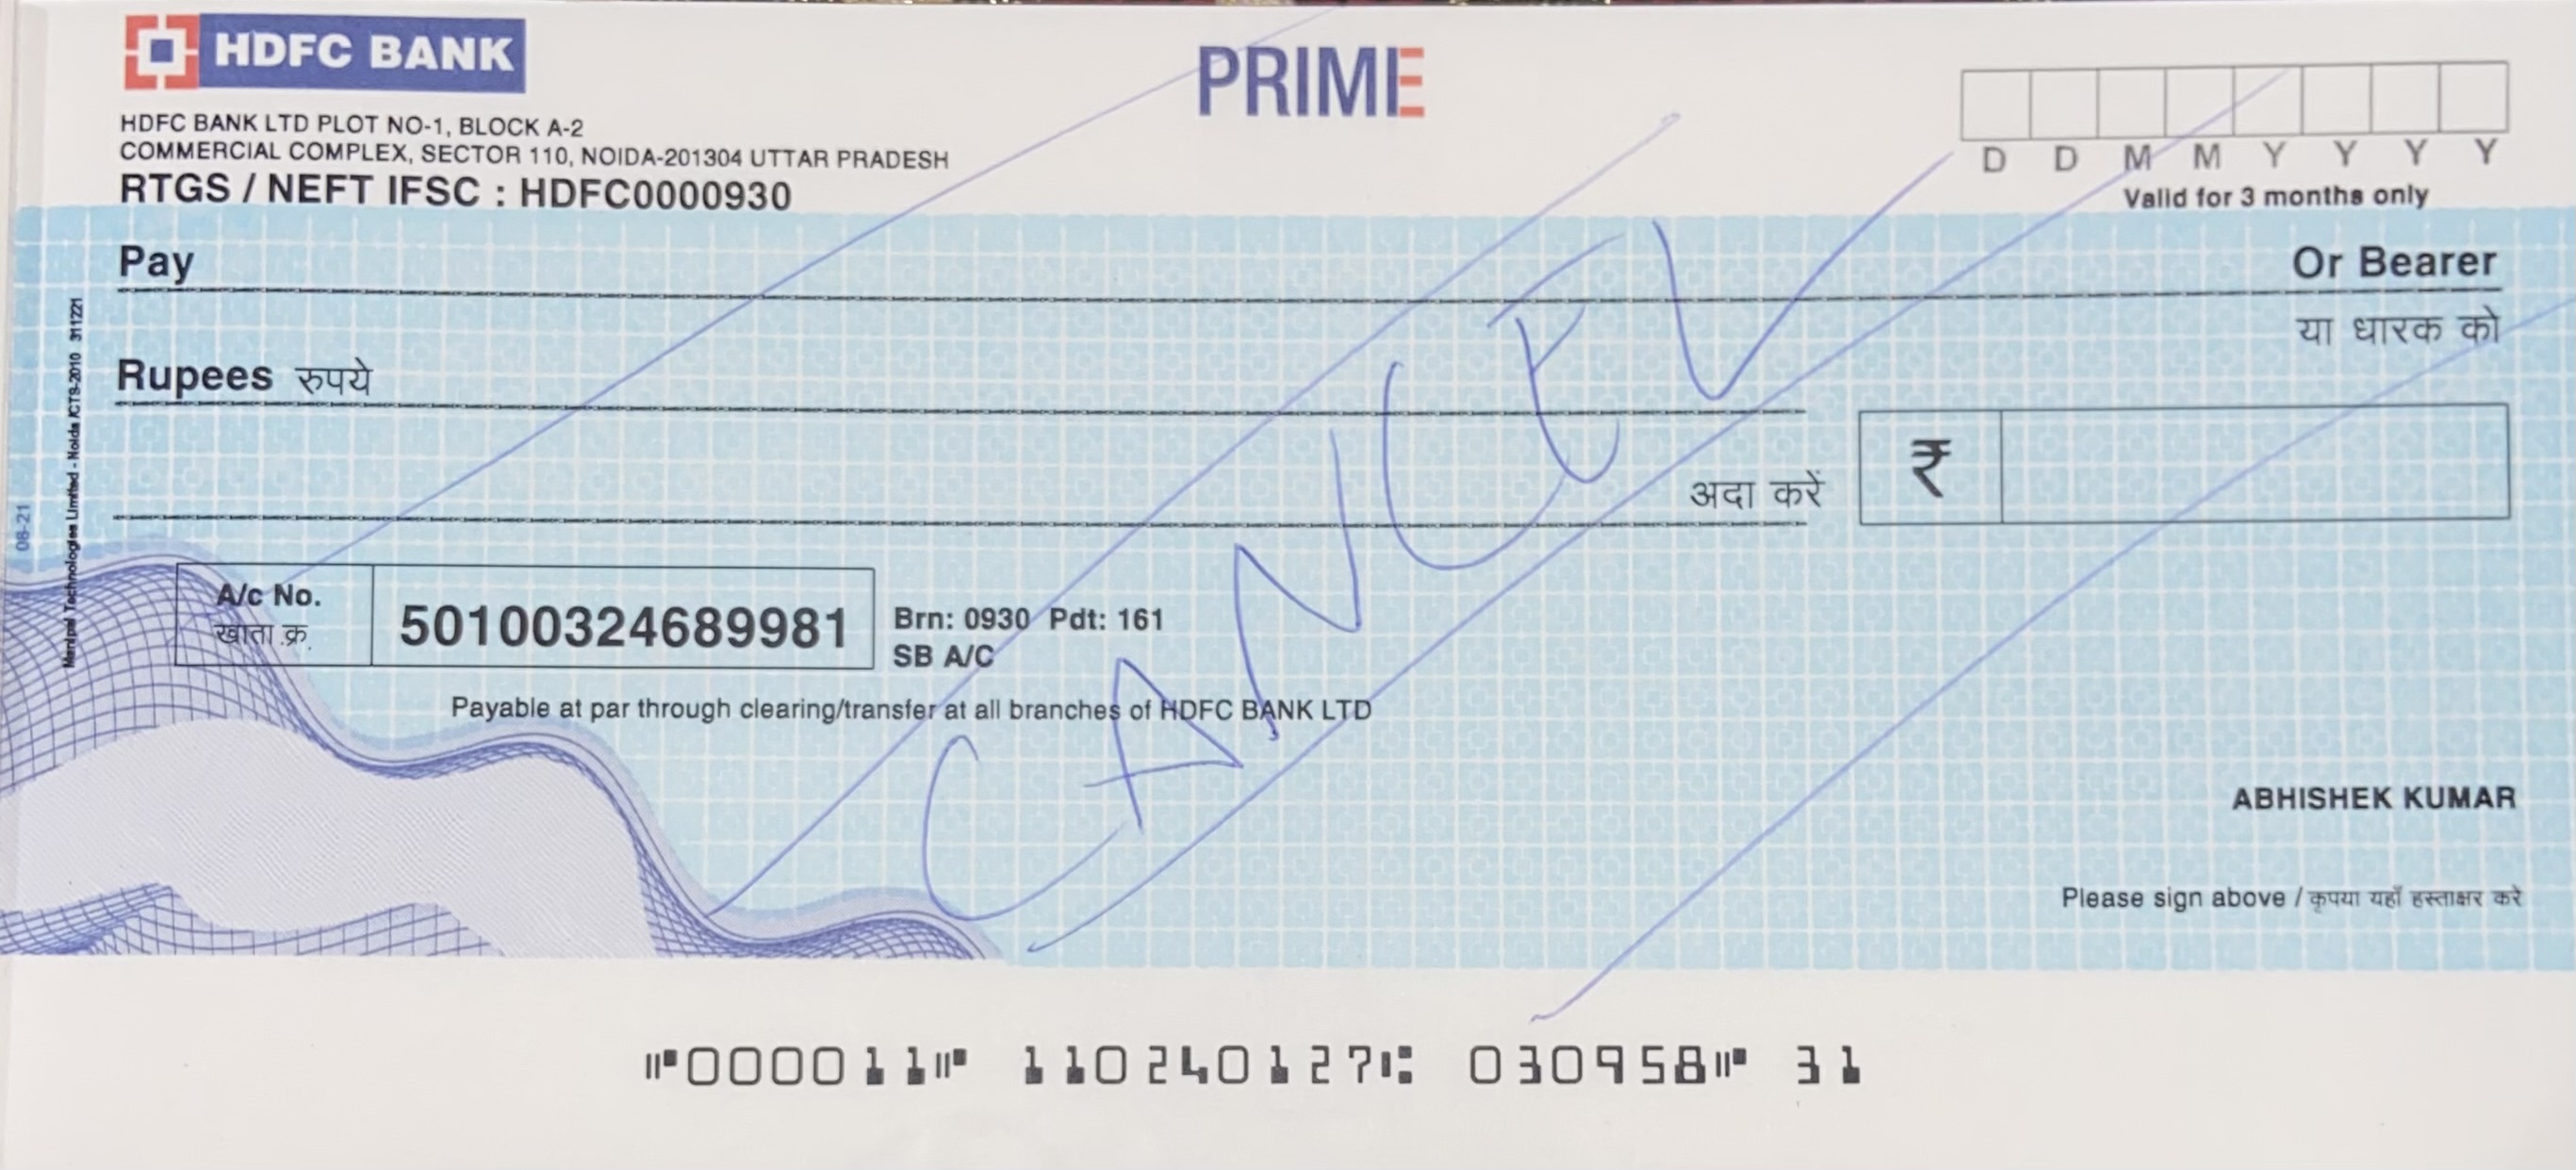 HDFC BANK
PRIME
HDFC BANK LTD PLOT NO-1, BLOCK A-2
COMMERCIAL COMPLEX, SECTOR 110, NOIDA-201304 UTTAR PRADESH
RTGS / NEFT IFSC : HDFC0000930
D D M M Y Y Y Y
Valid for 3 months only
Pay
Or Bearer
या धारक को
Rupees रुपये
अदा करें
₹
CANCEL
08-21
Manipal Technologies Limited - Noida /CTS-2010 311221
A/c No.
खाता क्र.
50100324689981
Brn: 0930 Pdt: 161
SB A/C
Payable at par through clearing/transfer at all branches of HDFC BANK LTD
ABHISHEK KUMAR
Please sign above / कृपया यहाँ हस्ताक्षर करे
⑈000011⑈ 110240127⑆ 030958⑈ 31